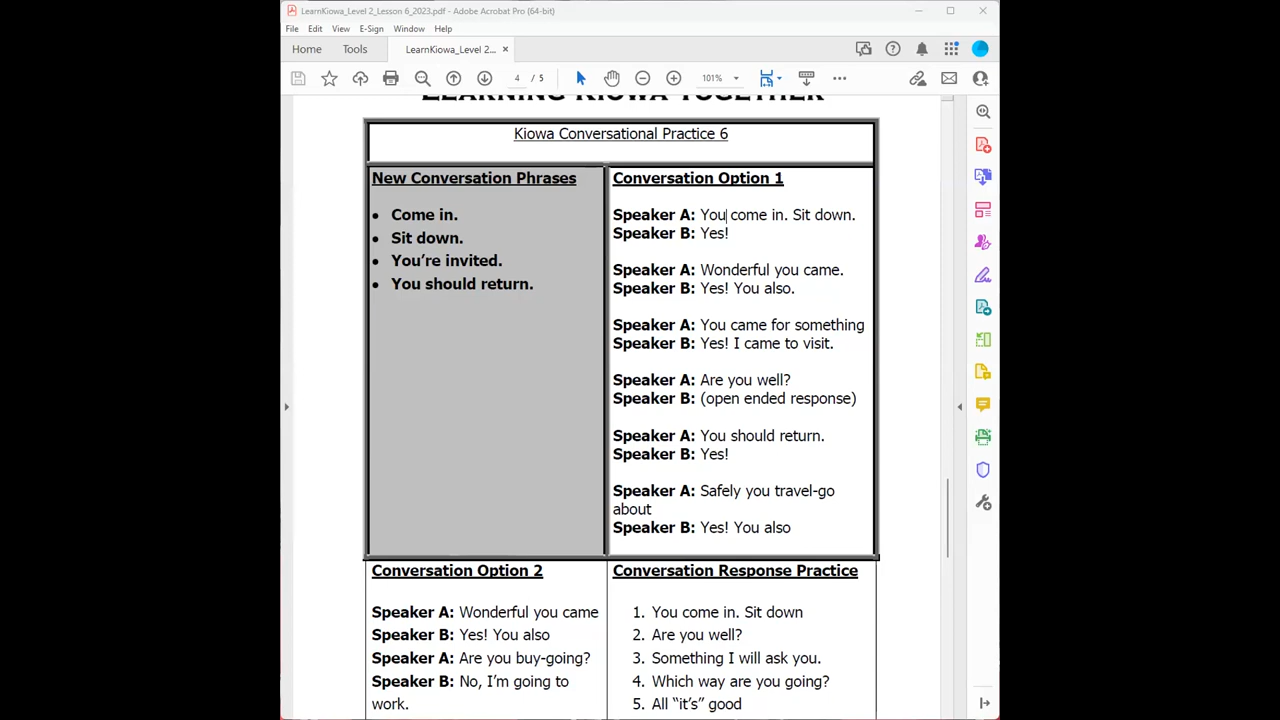 LearnKiowa_Level 2_Lesson 6_2023.pdf - Adobe Acrobat Pro (64-bit)
File Edit View E-Sign Window Help
Home Tools LearnKiowa_Level 2... ×
4 / 5 101%
LEARNING KIOWA TOGETHER
Kiowa Conversational Practice 6
New Conversation Phrases
• Come in.
• Sit down.
• You’re invited.
• You should return.
Conversation Option 1
Speaker A: You come in. Sit down.
Speaker B: Yes!
Speaker A: Wonderful you came.
Speaker B: Yes! You also.
Speaker A: You came for something
Speaker B: Yes! I came to visit.
Speaker A: Are you well?
Speaker B: (open ended response)
Speaker A: You should return.
Speaker B: Yes!
Speaker A: Safely you travel-go
about
Speaker B: Yes! You also
Conversation Option 2
Speaker A: Wonderful you came
Speaker B: Yes! You also
Speaker A: Are you buy-going?
Speaker B: No, I’m going to
work.
Conversation Response Practice
1. You come in. Sit down
2. Are you well?
3. Something I will ask you.
4. Which way are you going?
5. All “it’s” good